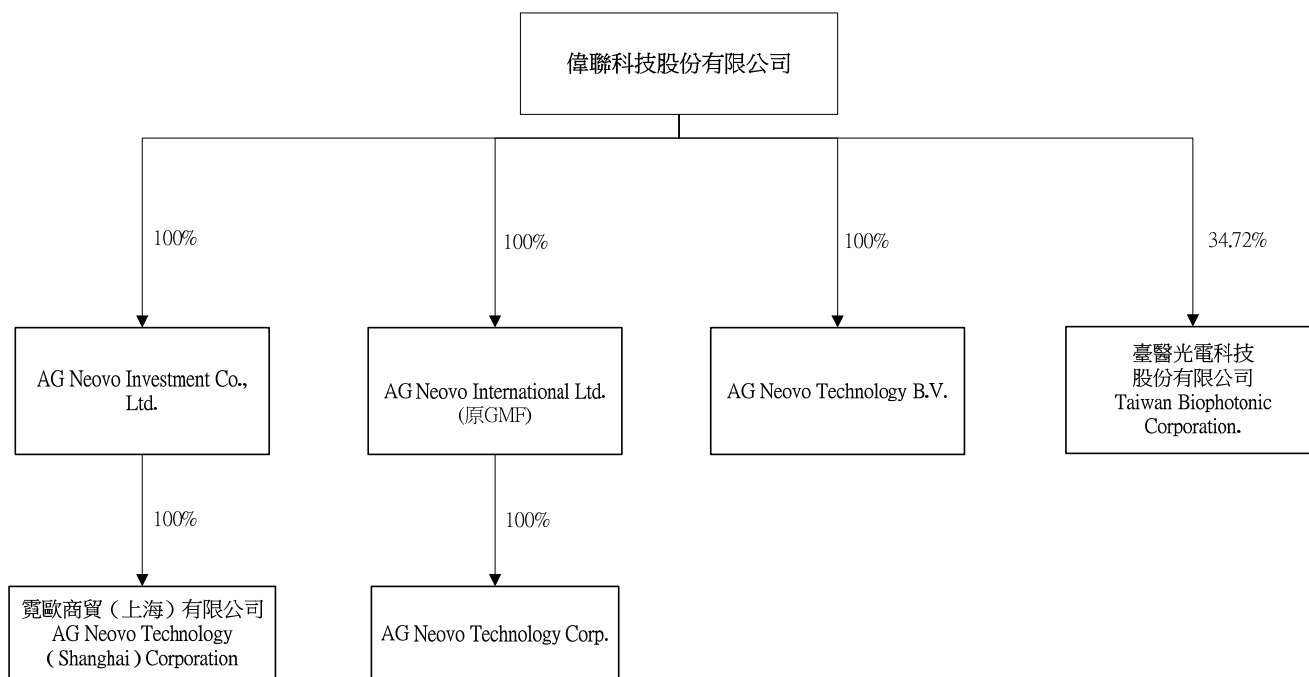 偉聯科技股份有限公司
100%
100%
100%
34.72%
AG Neovo Investment Co.,
Ltd.
AG Neovo International Ltd.
(原GMF)
AG Neovo Technology B.V.
臺醫光電科技
股份有限公司
Taiwan Biophotonic
Corporation.
100%
100%
霓歐商貿（上海）有限公司
AG Neovo Technology
（Shanghai）Corporation
AG Neovo Technology Corp.